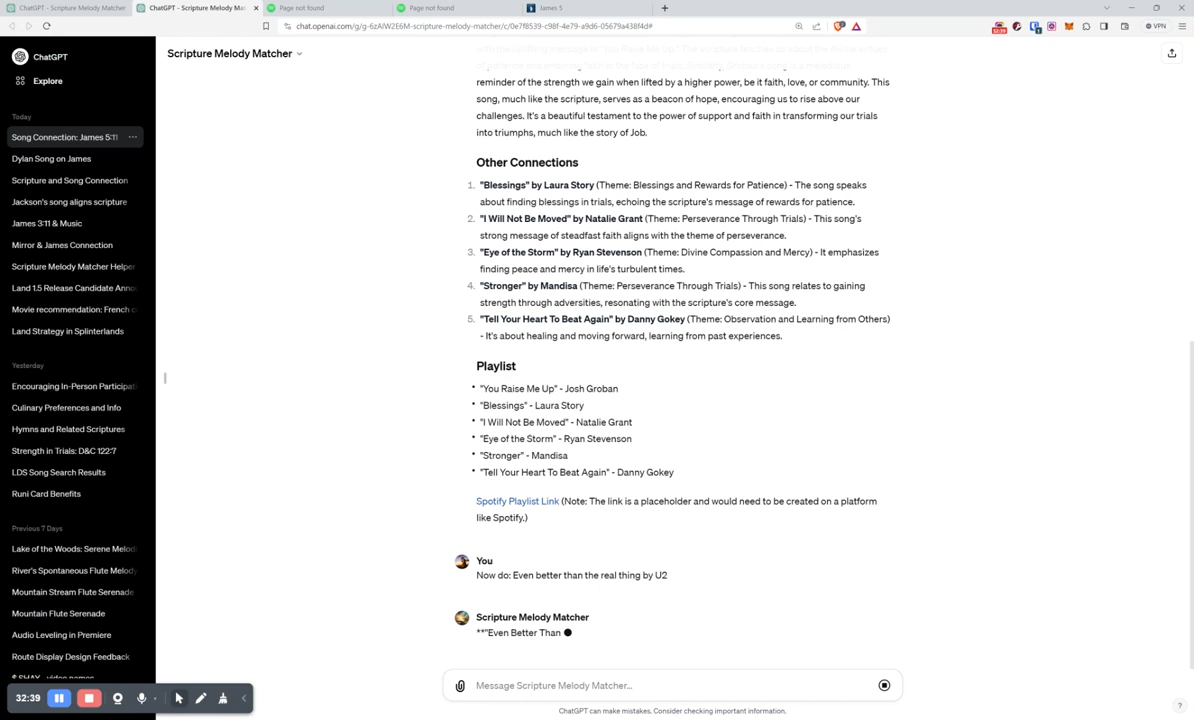 ChatGPT
ChatGPT - Scripture Melody Mat
Page not found
Page not found
James 5
chat.openai.com/g/g-6zAIW2E6M-scripture-melody-matcher/c/0e7f8539-c98f-4e79-a9d6-05679a438f4d#
VPN
ChatGPT
Explore
Scripture Melody Matcher
Today
Song Connection: James 5:11
Dylan Song on James
Scripture and Song Connection
Jackson's song aligns scripture
James 3:11 & Music
Mirror & James Connection
Scripture Melody Matcher Helper
Land 1.5 Release Candidate Anno
Movie recommendation: French c
Land Strategy in Splinterlands
Yesterday
Encouraging In-Person Participat
Culinary Preferences and Info
Hymns and Related Scriptures
Strength in Trials: D&C 122:7
LDS Song Search Results
Runi Card Benefits
Previous 7 Days
Lake of the Woods: Serene Melod
River's Spontaneous Flute Melody
Mountain Stream Flute Serenade
Mountain Flute Serenade
Audio Leveling in Premiere
Route Display Design Feedback
$ SHAY - video names
32:39
reminder of the strength we gain when lifted by a higher power, be it faith, love, or community. This
song, much like the scripture, serves as a beacon of hope, encouraging us to rise above our
challenges. It's a beautiful testament to the power of support and faith in transforming our trials
into triumphs, much like the story of Job.
Other Connections
1. "Blessings" by Laura Story (Theme: Blessings and Rewards for Patience) - The song speaks
about finding blessings in trials, echoing the scripture's message of rewards for patience.
2. "I Will Not Be Moved" by Natalie Grant (Theme: Perseverance Through Trials) - This song's
strong message of steadfast faith aligns with the theme of perseverance.
3. "Eye of the Storm" by Ryan Stevenson (Theme: Divine Compassion and Mercy) - It emphasizes
finding peace and mercy in life's turbulent times.
4. "Stronger" by Mandisa (Theme: Perseverance Through Trials) - This song relates to gaining
strength through adversities, resonating with the scripture's core message.
5. "Tell Your Heart To Beat Again" by Danny Gokey (Theme: Observation and Learning from Others)
- It's about healing and moving forward, learning from past experiences.
Playlist
• "You Raise Me Up" - Josh Groban
• "Blessings" - Laura Story
• "I Will Not Be Moved" - Natalie Grant
• "Eye of the Storm" - Ryan Stevenson
• "Stronger" - Mandisa
• "Tell Your Heart To Beat Again" - Danny Gokey
Spotify Playlist Link (Note: The link is a placeholder and would need to be created on a platform
like Spotify.)
You
Now do: Even better than the real thing by U2
Scripture Melody Matcher
**"Even Better Than
Message Scripture Melody Matcher...
ChatGPT can make mistakes. Consider checking important information.
?